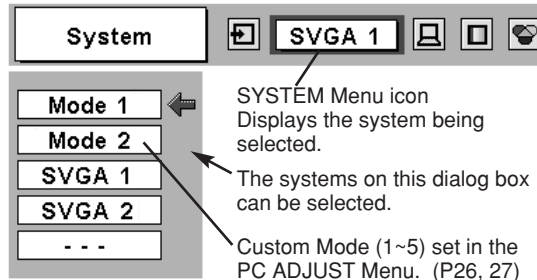 System
SVGA 1
Mode 1
Mode 2
SVGA 1
SVGA 2
- - -
SYSTEM Menu icon
Displays the system being
selected.
The systems on this dialog box
can be selected.
Custom Mode (1~5) set in the
PC ADJUST Menu. (P26, 27)